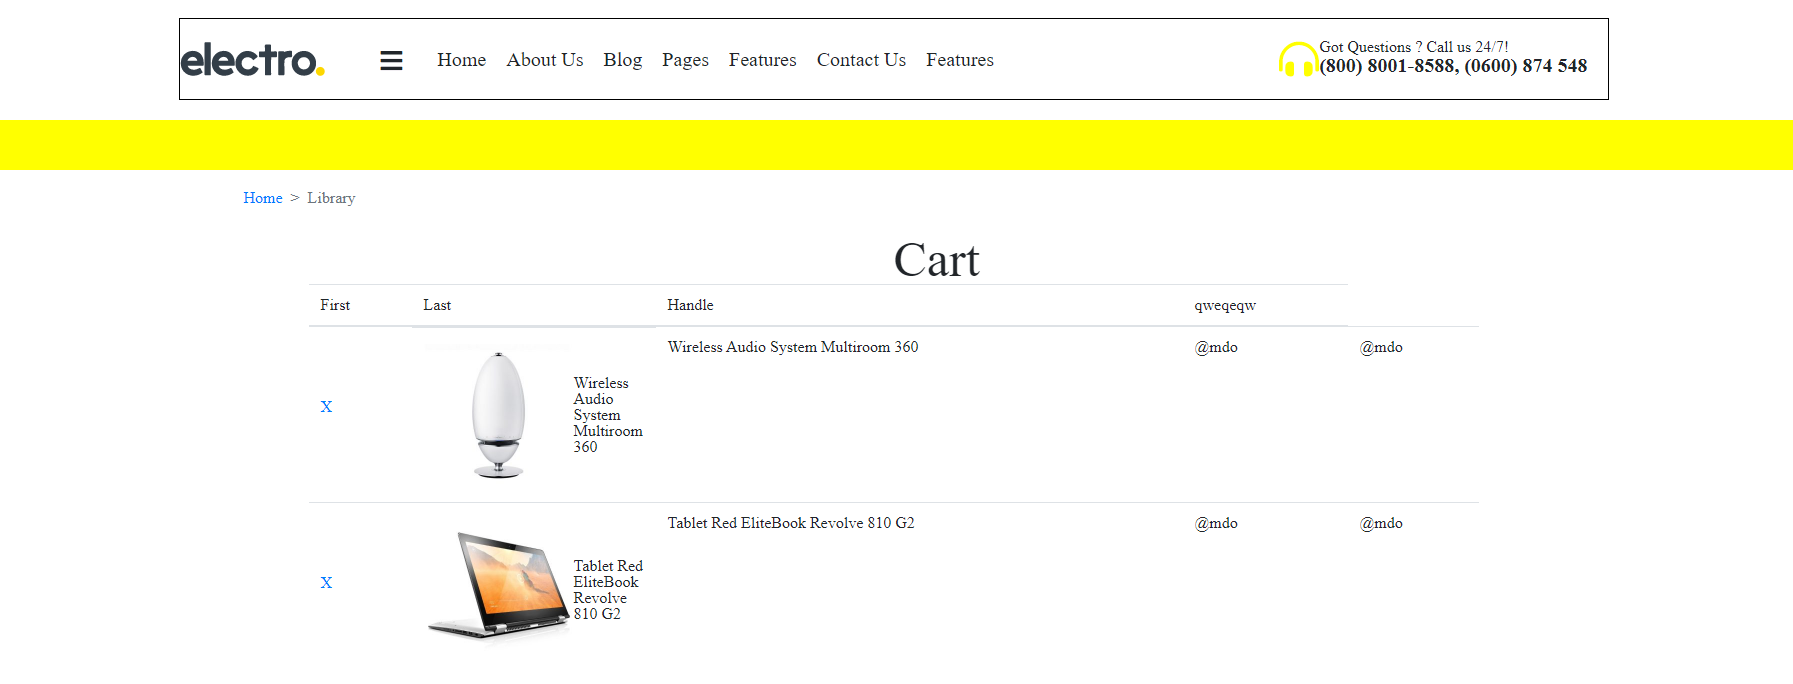 electro.
Home About Us Blog Pages Features Contact Us Features
Got Questions ? Call us 24/7!
(800) 8001-8588, (0600) 874 548
Home > Library
Cart
First Last Handle qweqeqw
X
Wireless
Audio
System
Multiroom
360
Wireless Audio System Multiroom 360 @mdo @mdo
X
Tablet Red
EliteBook
Revolve
810 G2
Tablet Red EliteBook Revolve 810 G2 @mdo @mdo